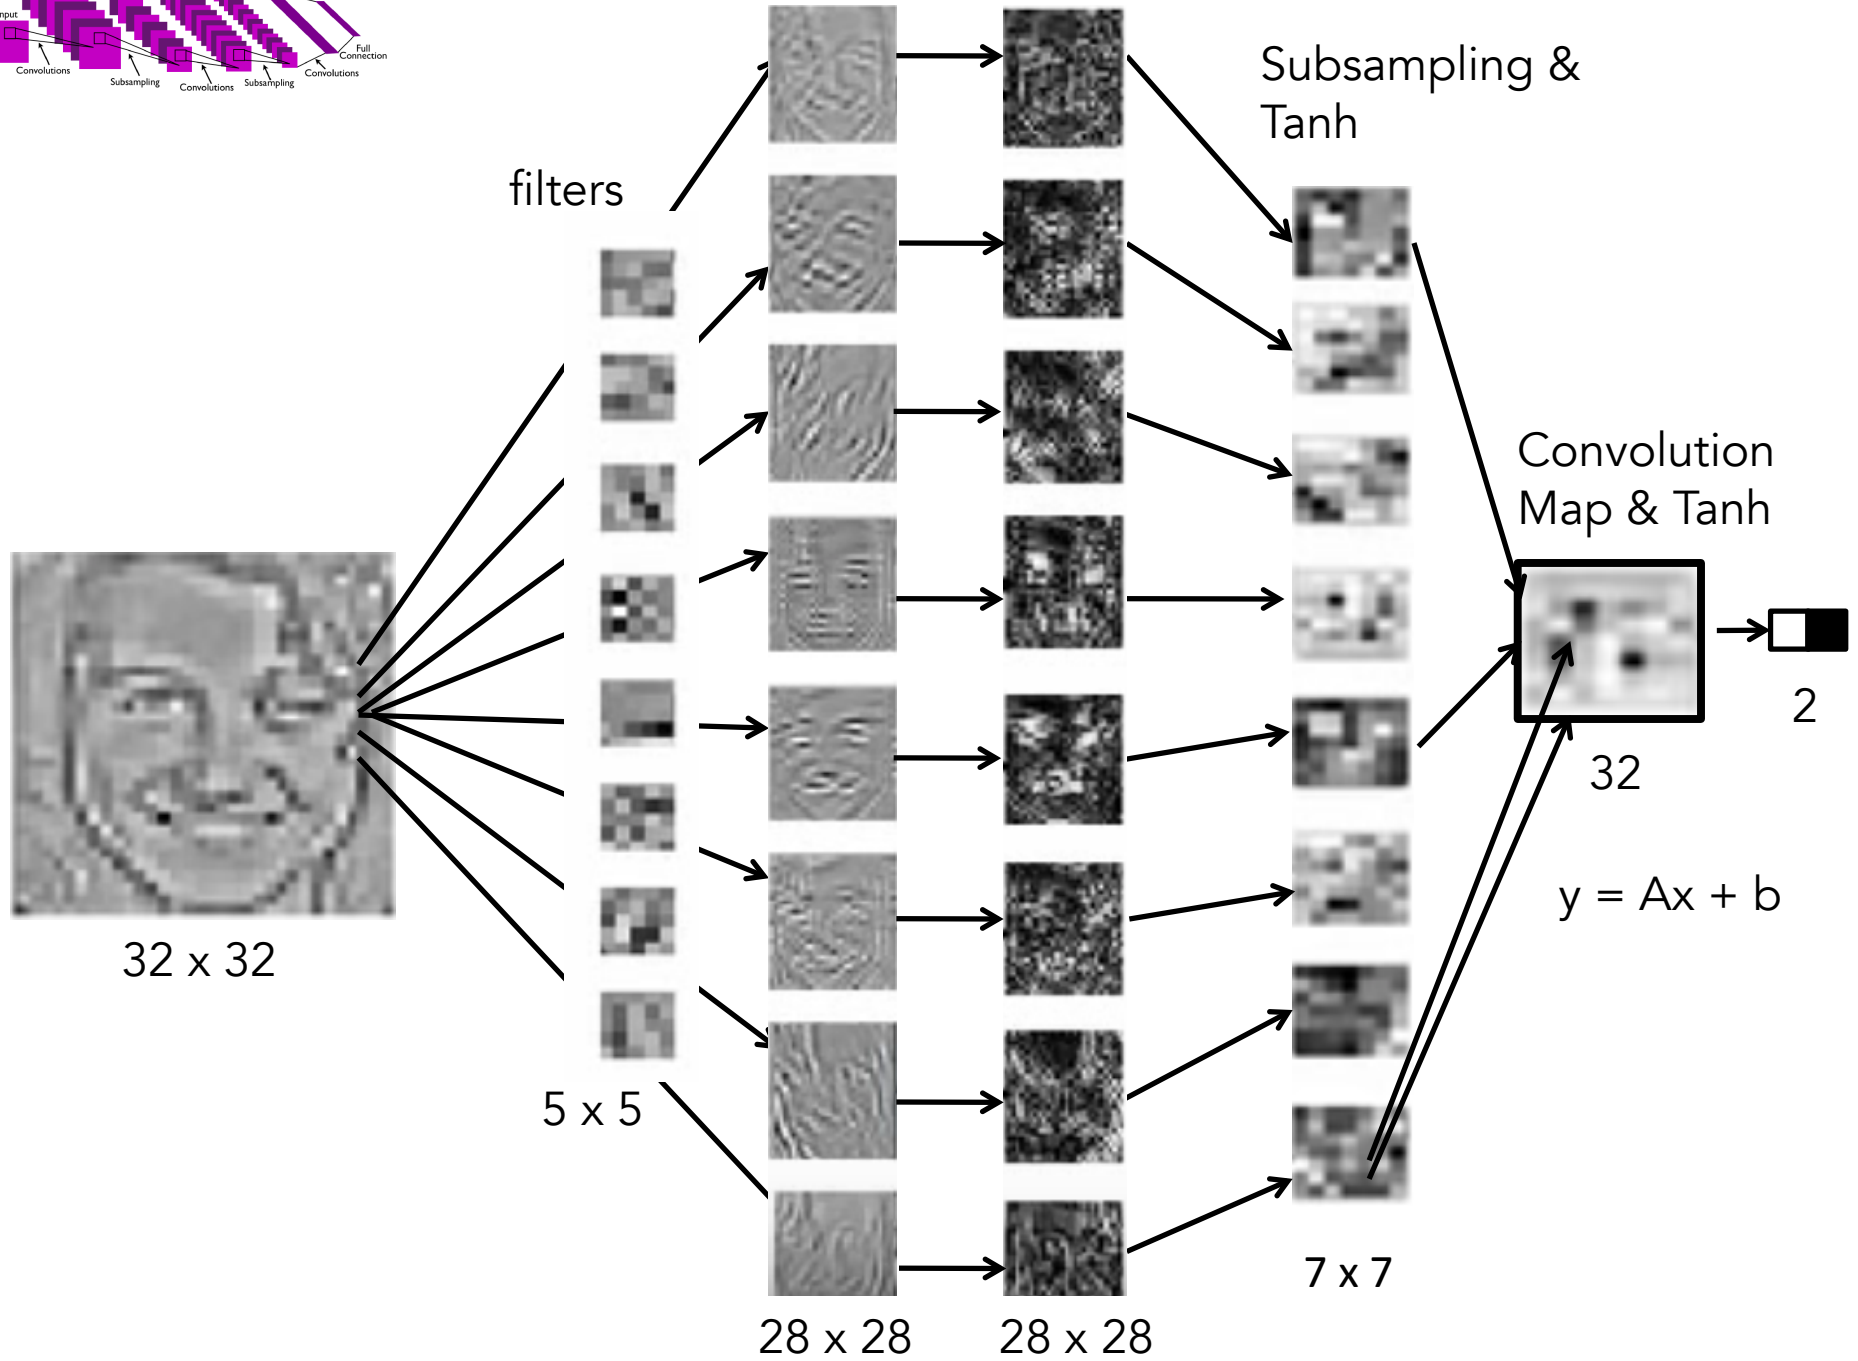 nput
Convolutions
Subsampling
Convolutions
Subsampling
Convolutions
Full
Connection
Subsampling &
Tanh
filters
Convolution
Map & Tanh
32 x 32
5 x 5
28 x 28
28 x 28
7 x 7
32
2
y = Ax + b